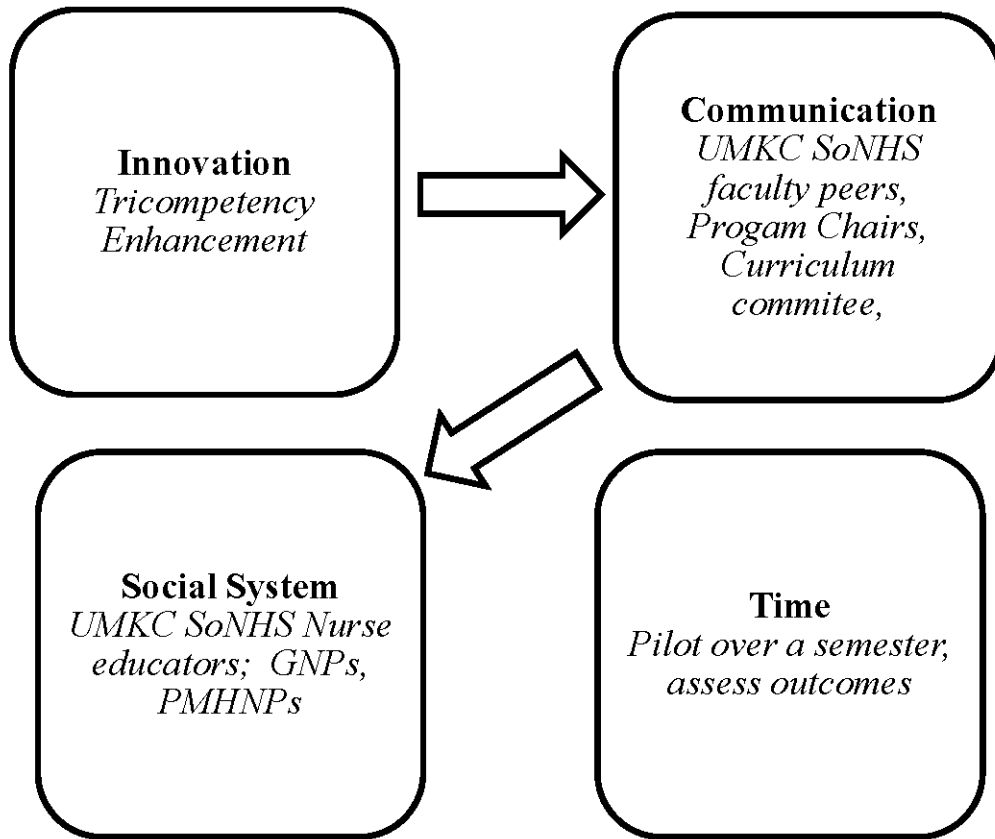 Innovation
Tricompetency
Enhancement
Communication
UMKC SoNHS
faculty peers,
Progam Chairs,
Curriculum
commitee,
Social System
UMKC SoNHS Nurse
educators;  GNPs,
PMHNPs
Time
Pilot over a semester,
assess outcomes